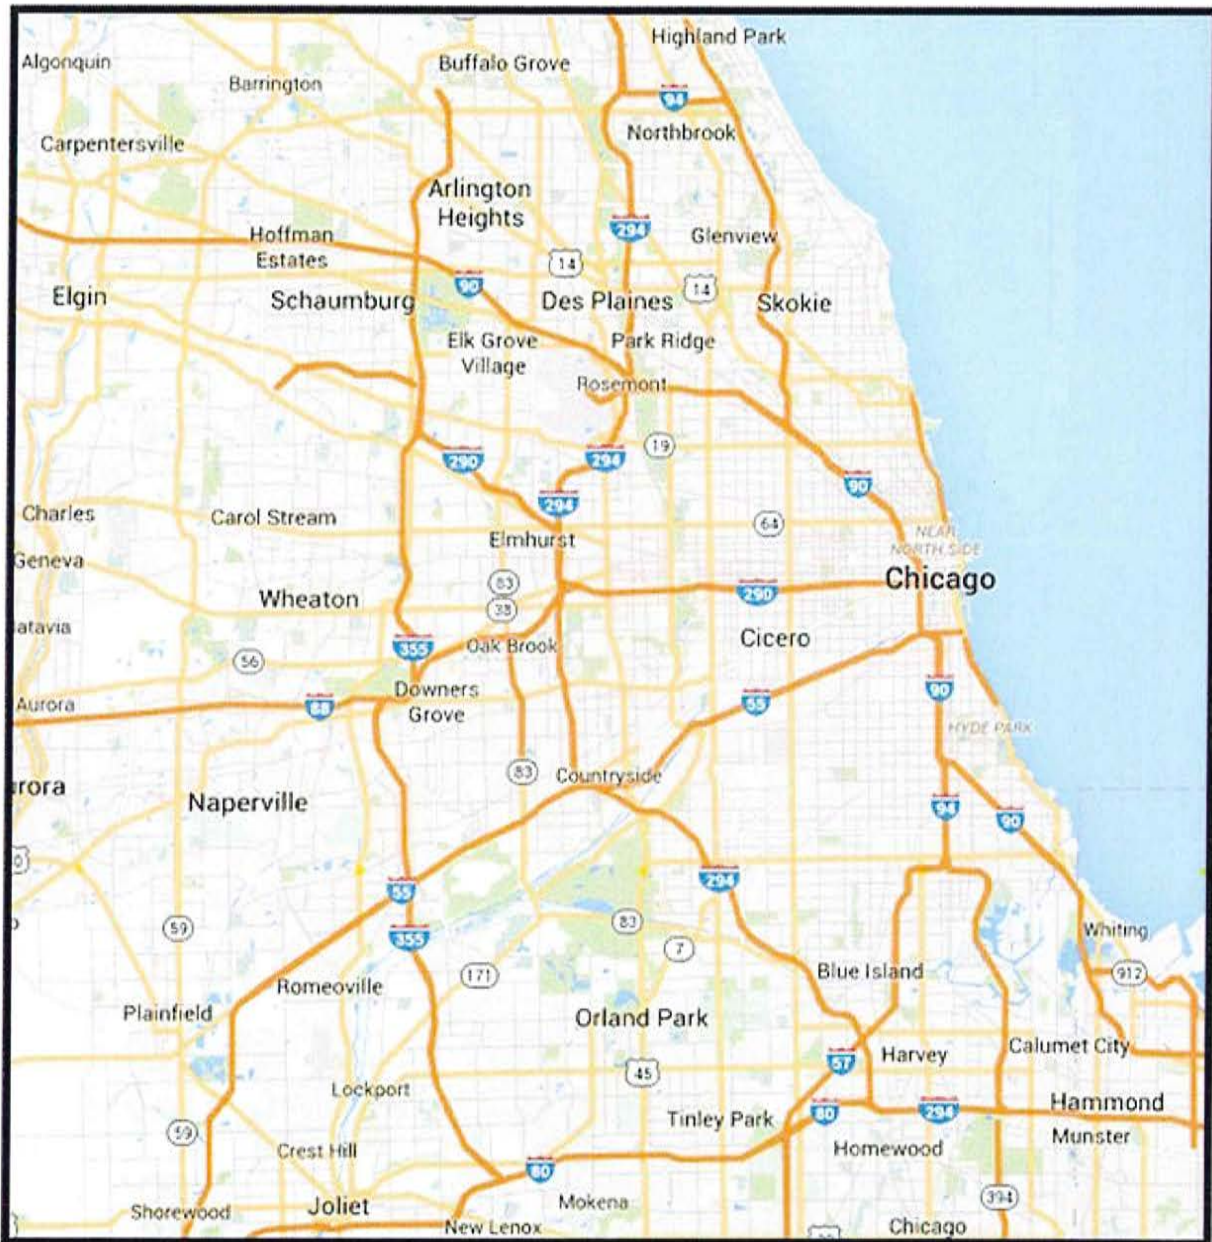 Highland Park
Algonquin
Buffalo Grove
Barrington
94
Northbrook
Carpentersville
Arlington
Heights
294
Hoffman
Estates
Glenview
14
90
14
Elgin
Schaumburg
Des Plaines
Skokie
Elk Grove
Village
Park Ridge
Rosemont
19
290
294
90
294
Charles
Carol Stream
64
NEAR
NORTH SIDE
Elmhurst
Geneva
83
Chicago
290
Wheaton
38
atavia
Cicero
355
Oak Brook
56
90
Downers
Grove
Aurora
88
55
HYDE PARK
83
Countryside
rora
Naperville
94
90
0
294
55
59
83
Whiting
355
7
171
Blue Island
912
Romeoville
Plainfield
Orland Park
Calumet City
Harvey
57
45
Lockport
Hammond
80
294
Tinley Park
59
Munster
Homewood
Crest Hill
80
394
Mokena
Joliet
Shorewood
New Lenox
Chicago